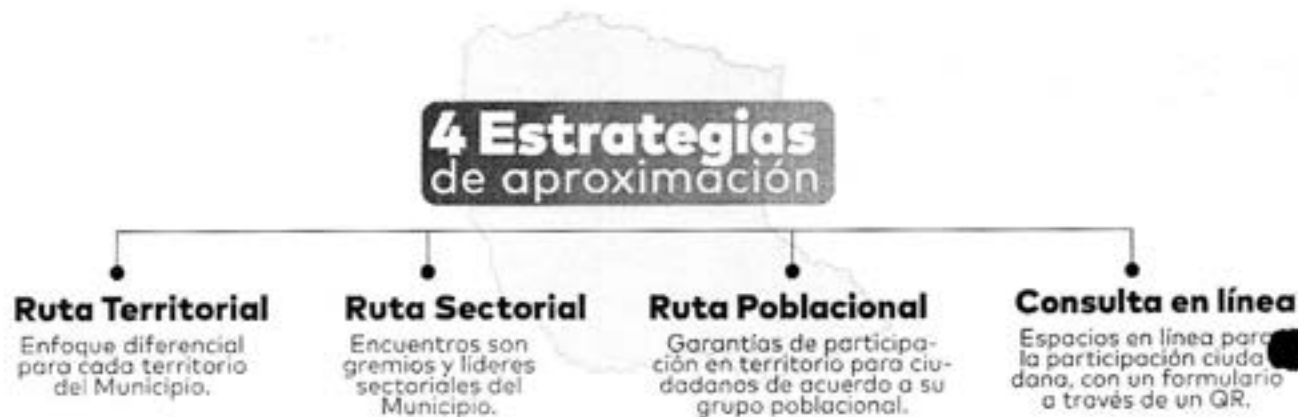 4 Estrategias
de aproximación
Ruta Territorial
Enfoque diferencial
para cada territorio
del Municipio.
Ruta Sectorial
Encuentros son
gremios y líderes
sectoriales del
Municipio.
Ruta Poblacional
Garantías de participa-
ción en territorio para ciu-
dadanos de acuerdo a su
grupo poblacional.
Consulta en línea
Espacios en línea para
la participación ciuda
dana, con un formulario
a través de un QR.